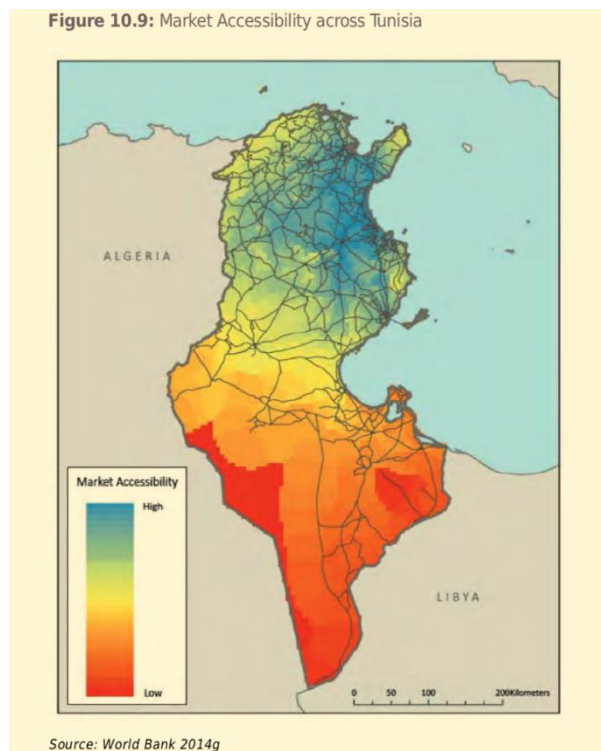 Figure 10.9: Market Accessibility across Tunisia
ALGERIA
Market Accessibility
High
Low
LIBYA
0 50 100 200Kilometers
Source: World Bank 2014g